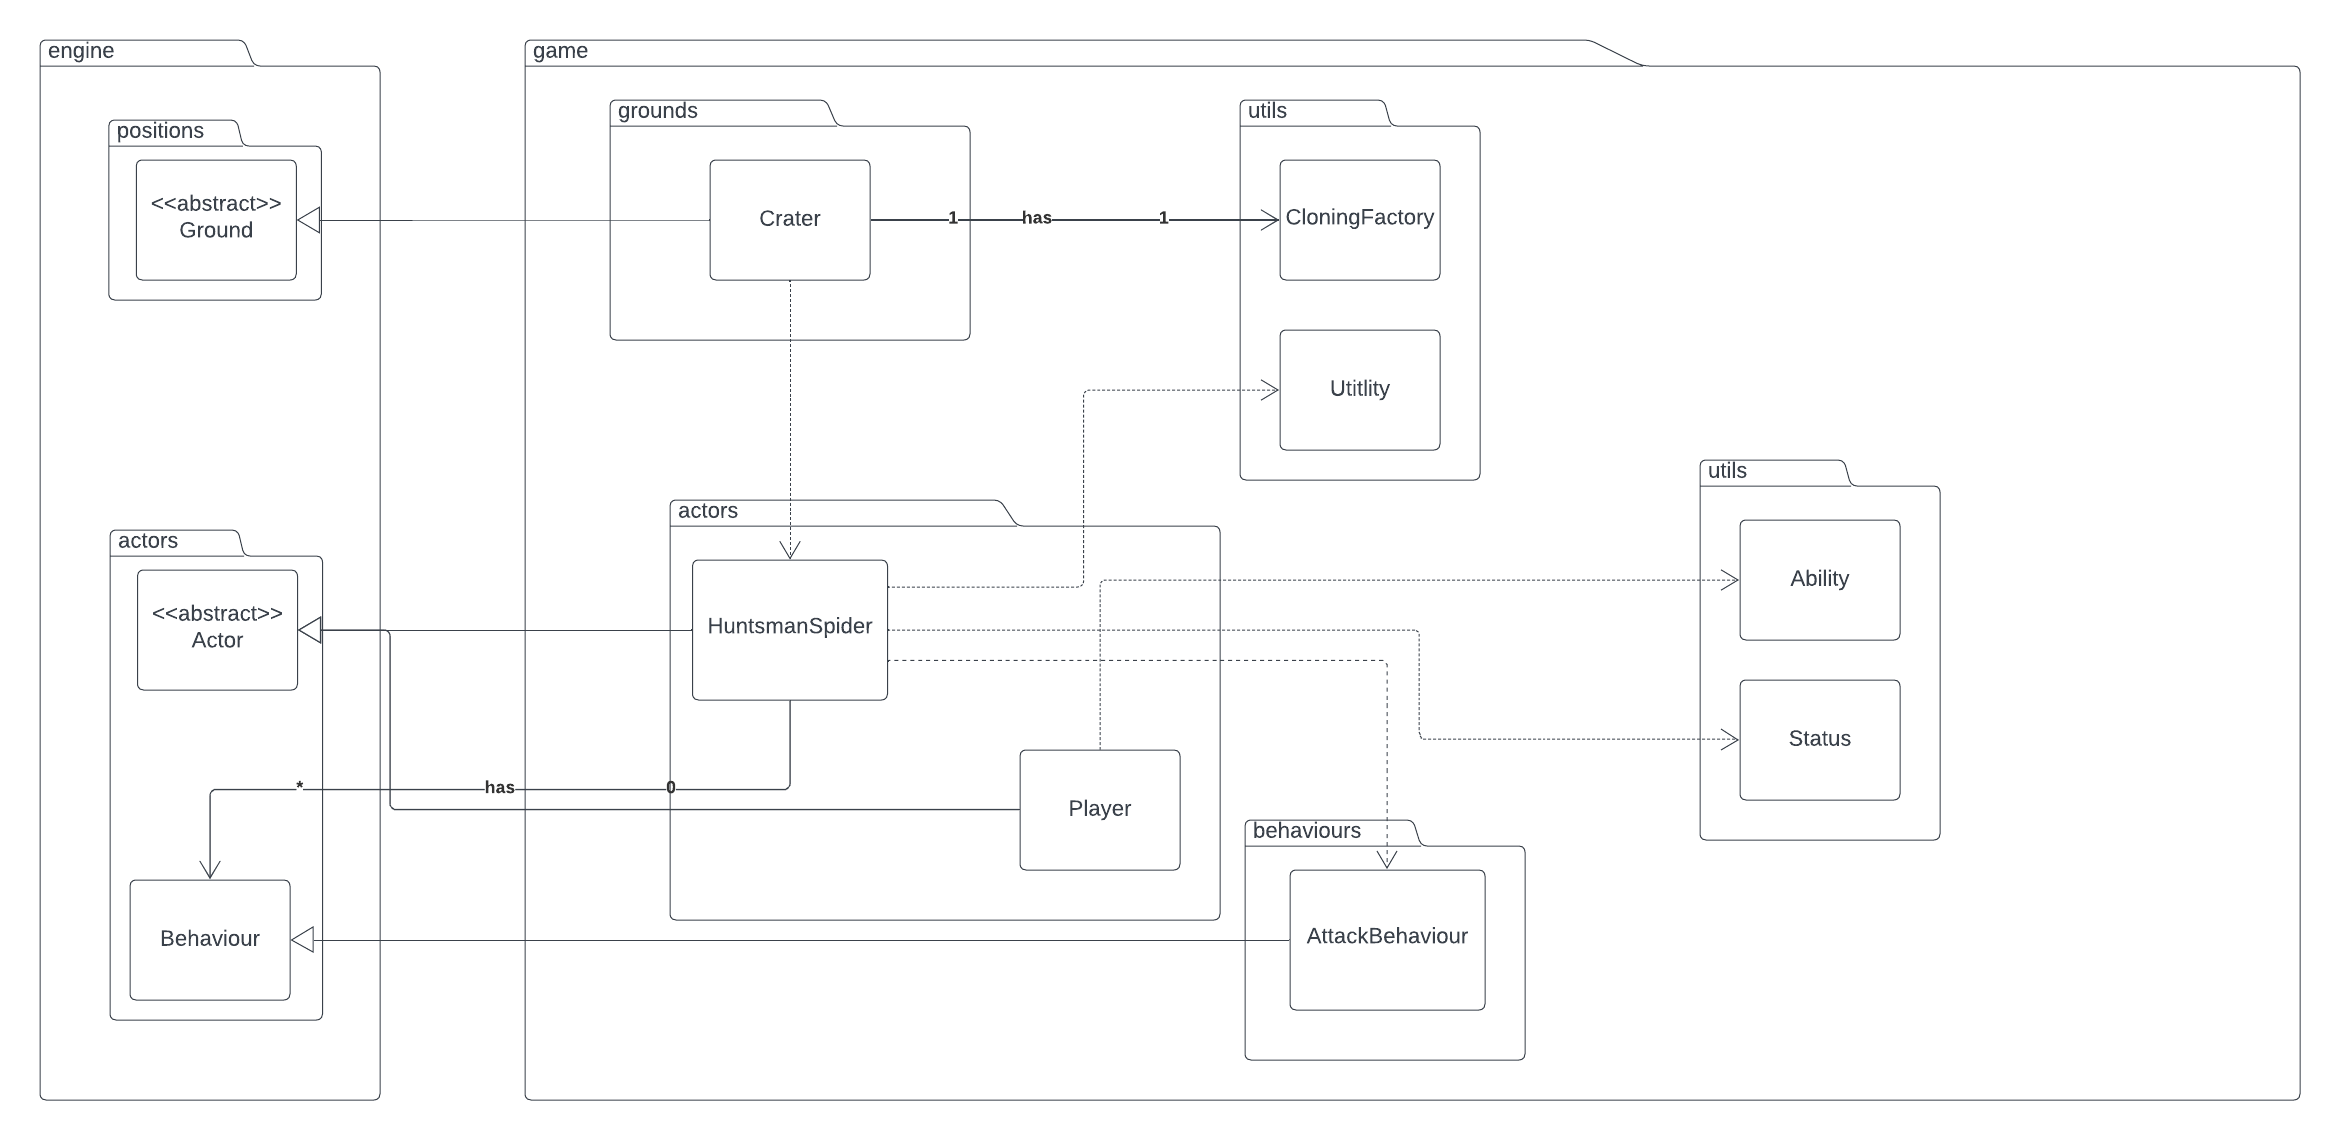 engine
game
positions
<<abstract>>
Ground
grounds
Crater
1
has
1
utils
CloningFactory
Utitlity
actors
<<abstract>>
Actor
Behaviour
*
has
0
actors
HuntsmanSpider
Player
utils
Ability
Status
behaviours
AttackBehaviour